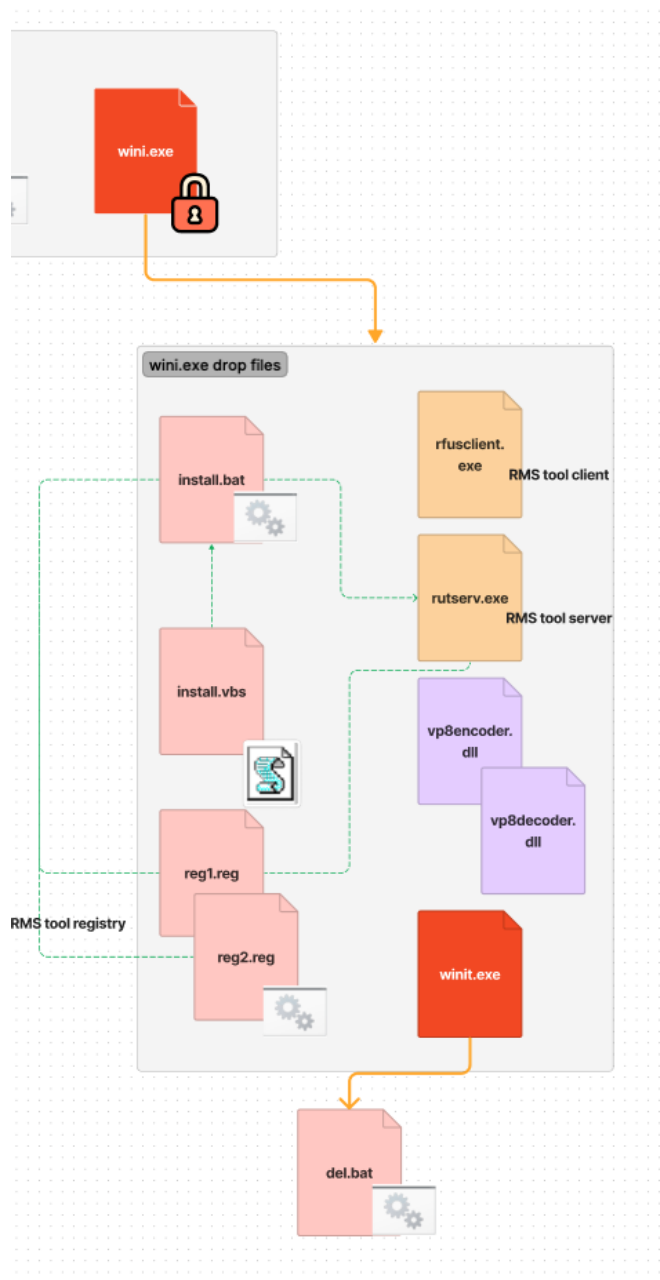 wini.exe
wini.exe drop files
rfusclient.
exe
RMS tool client
install.bat
rutserv.exe
RMS tool server
install.vbs
vp8encoder.
dll
vp8decoder.
dll
reg1.reg
RMS tool registry
reg2.reg
winit.exe
del.bat